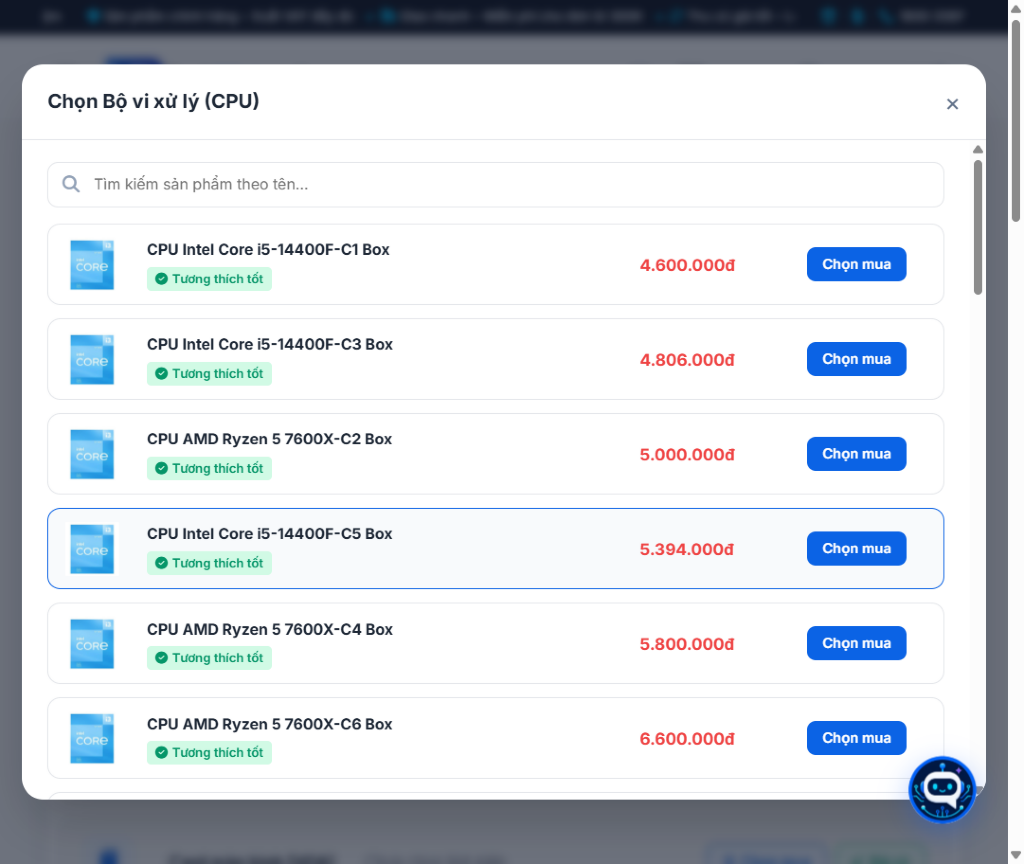 Chọn Bộ vi xử lý (CPU)
Tìm kiếm sản phẩm theo tên...
CPU Intel Core i5-14400F-C1 Box
Tương thích tốt
4.600.000đ
Chọn mua
CPU Intel Core i5-14400F-C3 Box
Tương thích tốt
4.806.000đ
Chọn mua
CPU AMD Ryzen 5 7600X-C2 Box
Tương thích tốt
5.000.000đ
Chọn mua
CPU Intel Core i5-14400F-C5 Box
Tương thích tốt
5.394.000đ
Chọn mua
CPU AMD Ryzen 5 7600X-C4 Box
Tương thích tốt
5.800.000đ
Chọn mua
CPU AMD Ryzen 5 7600X-C6 Box
Tương thích tốt
6.600.000đ
Chọn mua